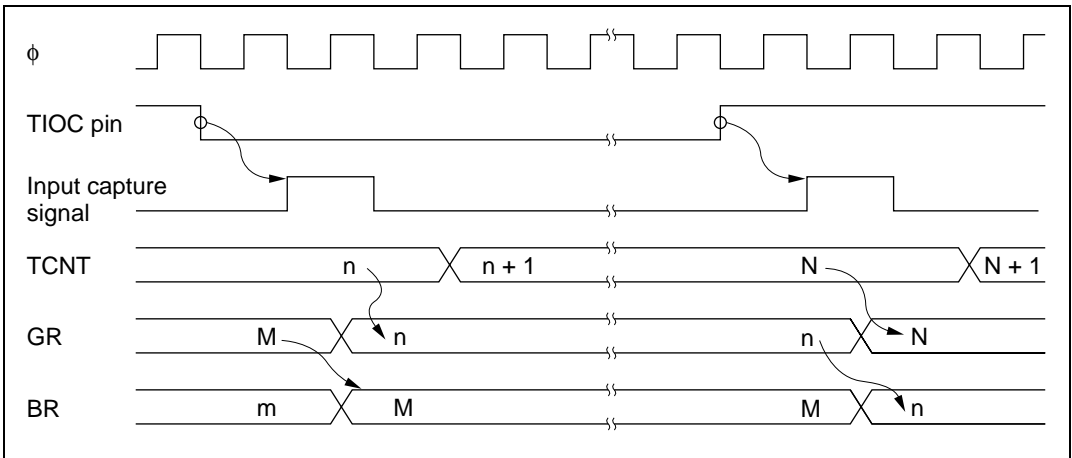 ϕ
TIOC pin
Input capture
signal
TCNT n n + 1 N N + 1
GR M n n N
BR m M M n